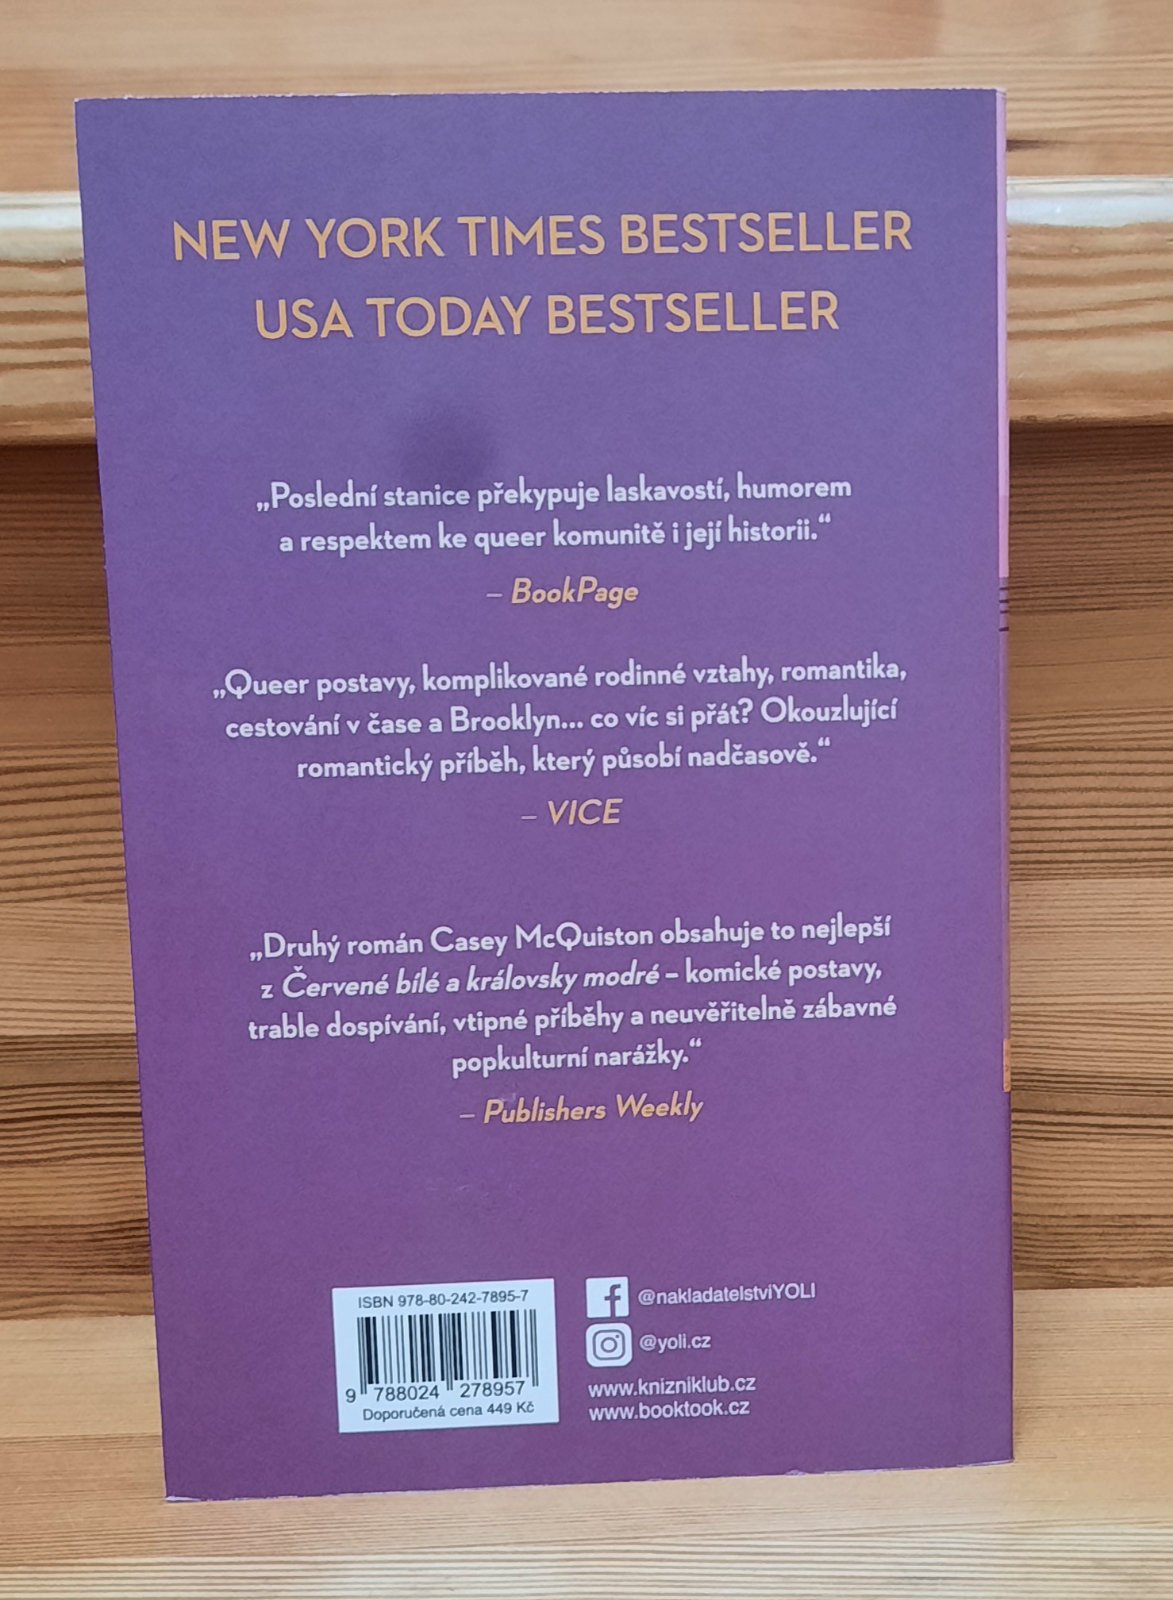 NEW YORK TIMES BESTSELLER
USA TODAY BESTSELLER
„Poslední stanice překypuje laskavostí, humorem
a respektem ke queer komunitě i její historii.“
– BookPage
„Queer postavy, komplikované rodinné vztahy, romantika,
cestování v čase a Brooklyn... co víc si přát? Okouzlující
romantický příběh, který působí nadčasově.“
– VICE
„Druhý román Casey McQuiston obsahuje to nejlepší
z Červené bílé a královsky modré – komické postavy,
trable dospívání, vtipné příběhy a neuvěřitelně zábavné
popkulturní narážky.“
– Publishers Weekly
ISBN 978-80-242-7895-7
9 788024 278957
Doporučená cena 449 Kč
@nakladatelstviYOLI
@yoli.cz
www.knizniklub.cz
www.booktook.cz